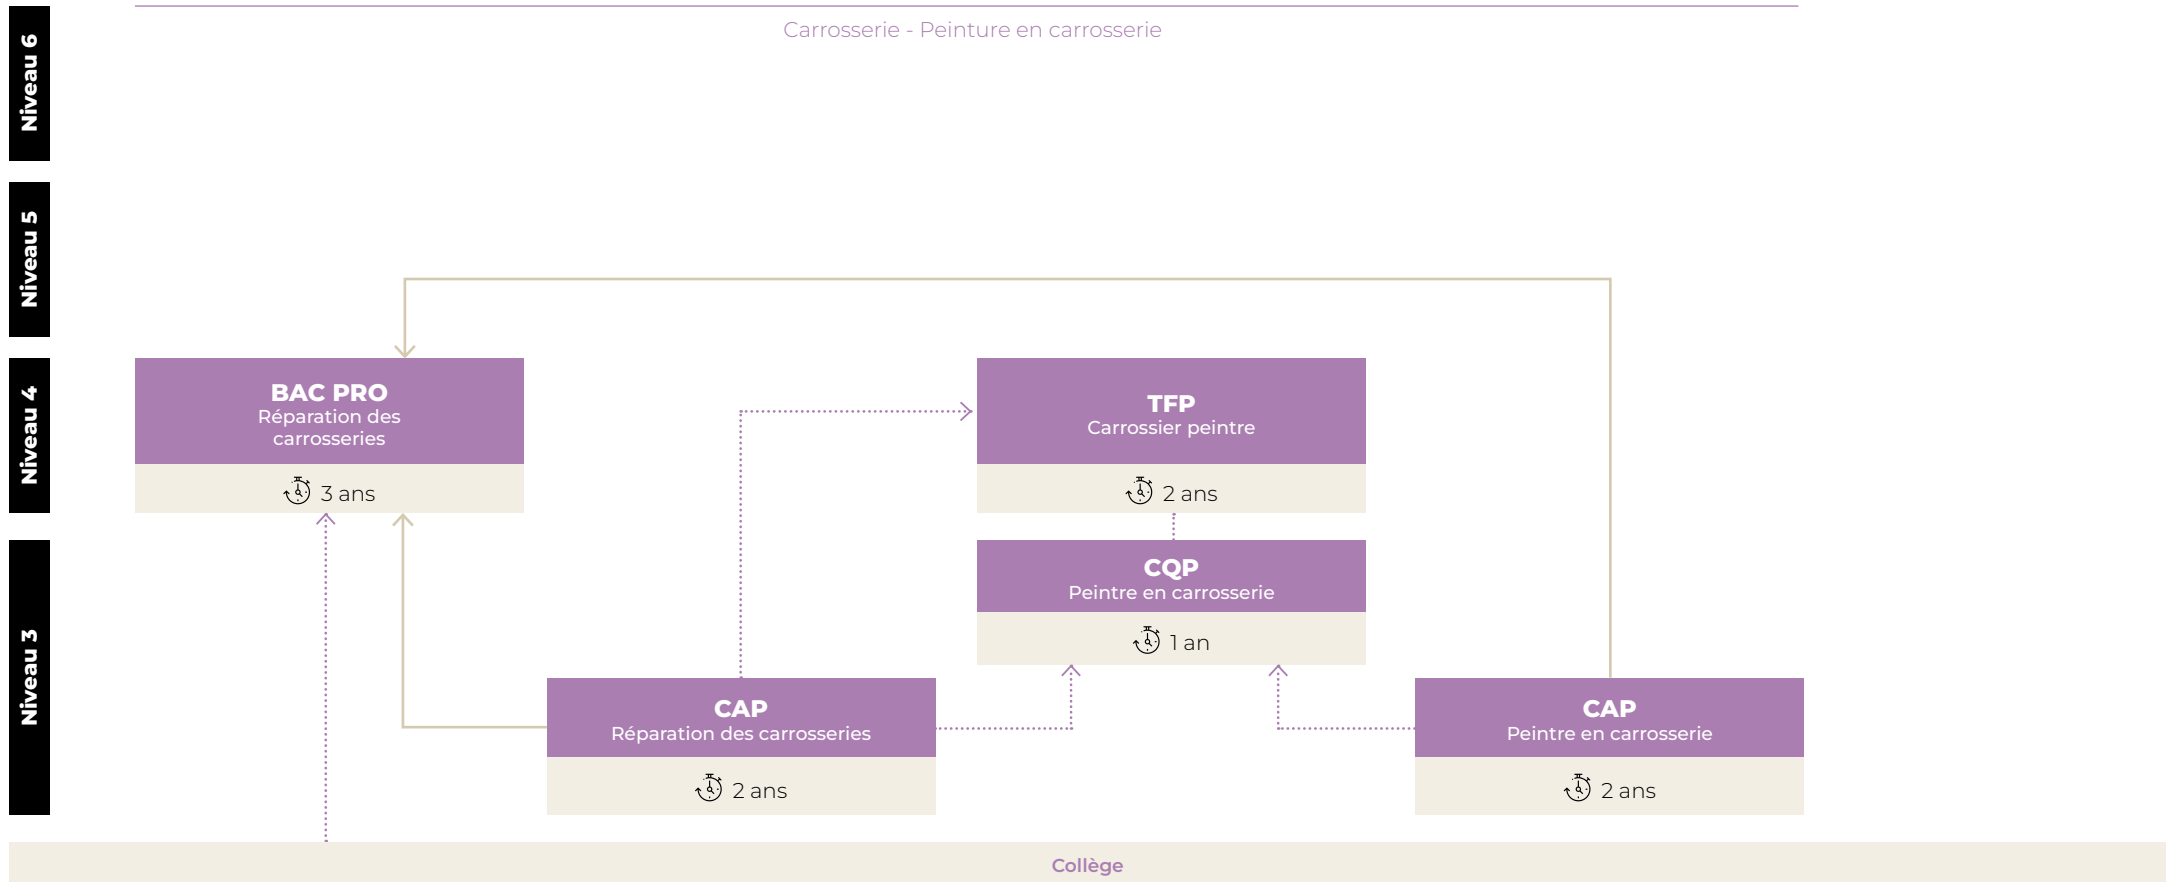 Carrosserie - Peinture en carrosserie
Niveau 6
Niveau 5
Niveau 4
BAC PRO
Réparation des
carrosseries
3 ans
TFP
Carrossier peintre
2 ans
Niveau 3
CQP
Peintre en carrosserie
1 an
CAP
Réparation des carrosseries
2 ans
CAP
Peintre en carrosserie
2 ans
Collège